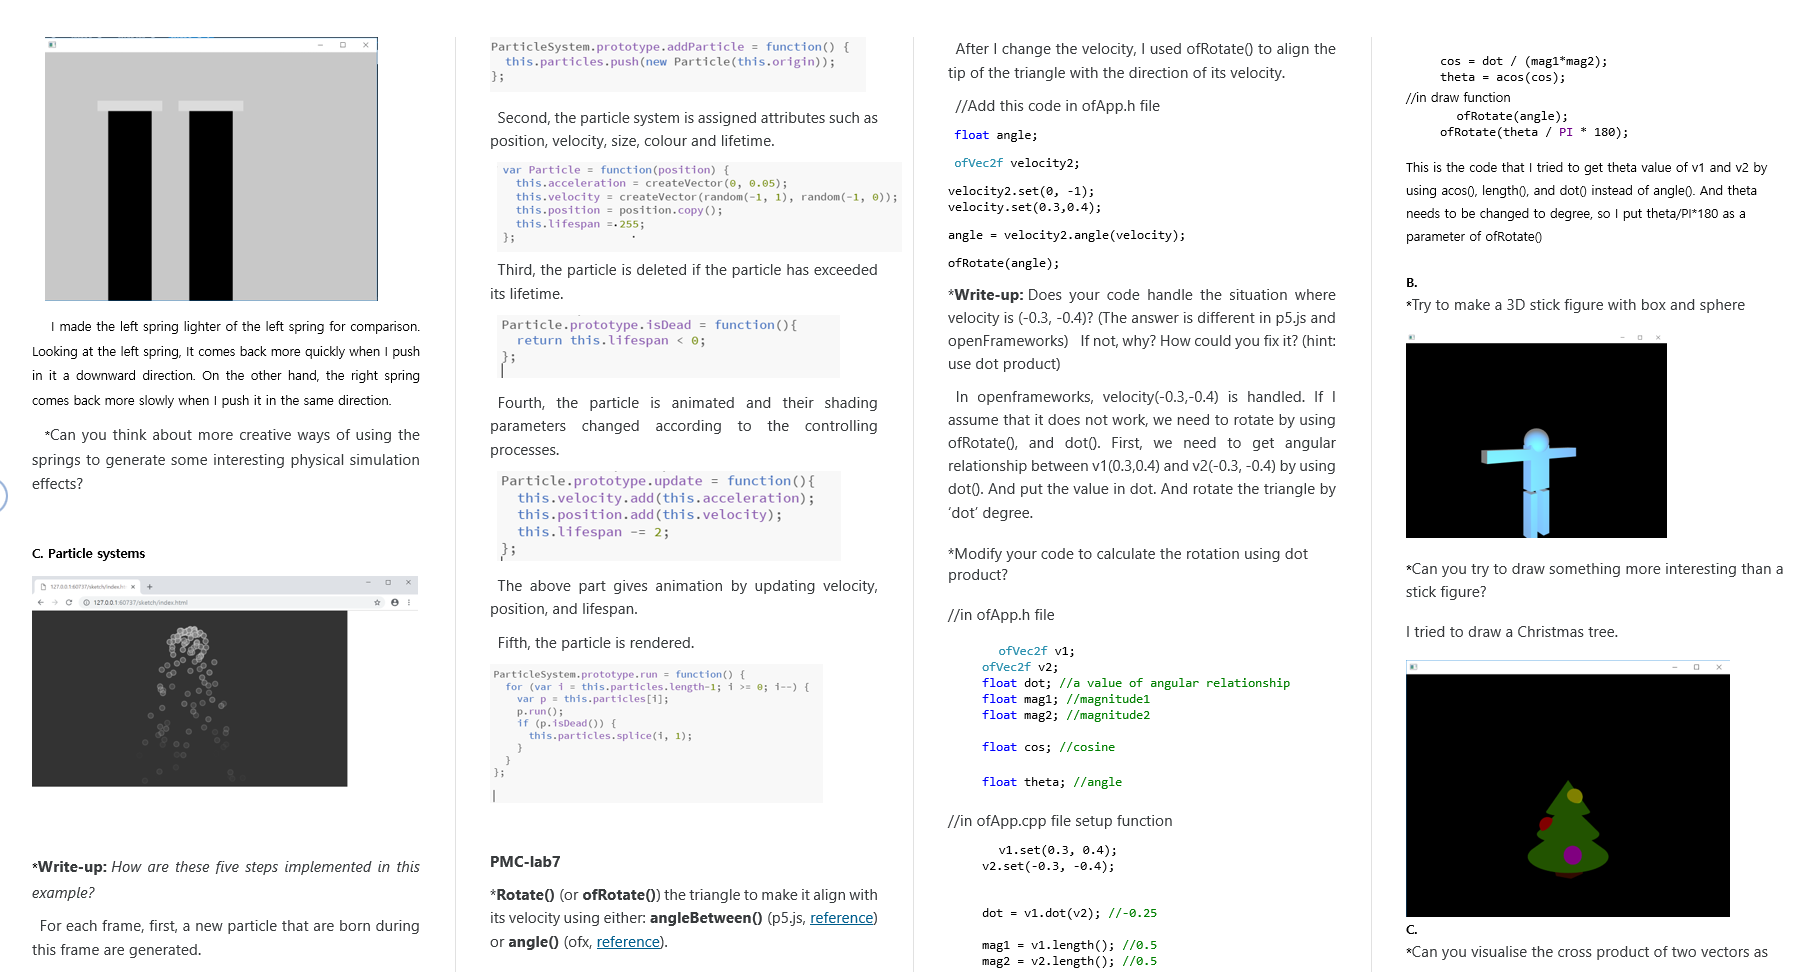 I made the left spring lighter of the left spring for comparison.
Looking at the left spring, It comes back more quickly when I push
in it a downward direction. On the other hand, the right spring
comes back more slowly when I push it in the same direction.
*Can you think about more creative ways of using the
springs to generate some interesting physical simulation
effects?
C. Particle systems
127.0.0.1:60737/sketch/index.ht
127.0.0.1:60737/sketch/index.html
*Write-up: How are these five steps implemented in this
example?
For each frame, first, a new particle that are born during
this frame are generated.
ParticleSystem.prototype.addParticle = function() {
this.particles.push(new Particle(this.origin));
};
Second, the particle system is assigned attributes such as
position, velocity, size, colour and lifetime.
var Particle = function(position) {
this.acceleration = createVector(0, 0.05);
this.velocity = createVector(random(-1, 1), random(-1, 0));
this.position = position.copy();
this.lifespan = 255;
};
Third, the particle is deleted if the particle has exceeded
its lifetime.
Particle.prototype.isDead = function(){
return this.lifespan < 0;
};
Fourth, the particle is animated and their shading
parameters changed according to the controlling
processes.
Particle.prototype.update = function(){
this.velocity.add(this.acceleration);
this.position.add(this.velocity);
this.lifespan -= 2;
};
The above part gives animation by updating velocity,
position, and lifespan.
Fifth, the particle is rendered.
ParticleSystem.prototype.run = function() {
for (var i = this.particles.length-1; i >= 0; i--) {
var p = this.particles[i];
p.run();
if (p.isDead()) {
this.particles.splice(i, 1);
}
}
};
PMC-lab7
*Rotate() (or ofRotate()) the triangle to make it align with
its velocity using either: angleBetween() (p5.js, reference)
or angle() (ofx, reference).
After I change the velocity, I used ofRotate() to align the
tip of the triangle with the direction of its velocity.
//Add this code in ofApp.h file
float angle;
ofVec2f velocity2;
velocity2.set(0, -1);
velocity.set(0.3,0.4);
angle = velocity2.angle(velocity);
ofRotate(angle);
*Write-up: Does your code handle the situation where
velocity is (-0.3, -0.4)? (The answer is different in p5.js and
openFrameworks) If not, why? How could you fix it? (hint:
use dot product)
In openframeworks, velocity(-0.3,-0.4) is handled. If I
assume that it does not work, we need to rotate by using
ofRotate(), and dot(). First, we need to get angular
relationship between v1(0.3,0.4) and v2(-0.3, -0.4) by using
dot(). And put the value in dot. And rotate the triangle by
‘dot’ degree.
*Modify your code to calculate the rotation using dot
product?
//in ofApp.h file
ofVec2f v1;
ofVec2f v2;
float dot; //a value of angular relationship
float mag1; //magnitude1
float mag2; //magnitude2
float cos; //cosine
float theta; //angle
//in ofApp.cpp file setup function
v1.set(0.3, 0.4);
v2.set(-0.3, -0.4);
dot = v1.dot(v2); //-0.25
mag1 = v1.length(); //0.5
mag2 = v2.length(); //0.5
cos = dot / (mag1*mag2);
theta = acos(cos);
//in draw function
ofRotate(angle);
ofRotate(theta / PI * 180);
This is the code that I tried to get theta value of v1 and v2 by
using acos(), length(), and dot() instead of angle(). And theta
needs to be changed to degree, so I put theta/PI*180 as a
parameter of ofRotate()
B.
*Try to make a 3D stick figure with box and sphere
*Can you try to draw something more interesting than a
stick figure?
I tried to draw a Christmas tree.
C.
*Can you visualise the cross product of two vectors as